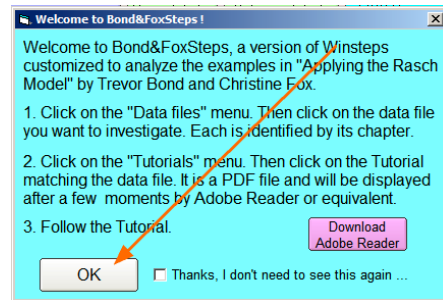 Welcome to Bond&FoxSteps !
Welcome to Bond&FoxSteps, a version of Winsteps
customized to analyze the examples in "Applying the Rasch
Model" by Trevor Bond and Christine Fox.
1. Click on the "Data files" menu. Then click on the data file
you want to investigate. Each is identified by its chapter.
2. Click on the "Tutorials" menu. Then click on the Tutorial
matching the data file. It is a PDF file and will be displayed
after a few moments by Adobe Reader or equivalent.
3. Follow the Tutorial.
Download
Adobe Reader
OK
Thanks, I don't need to see this again ...